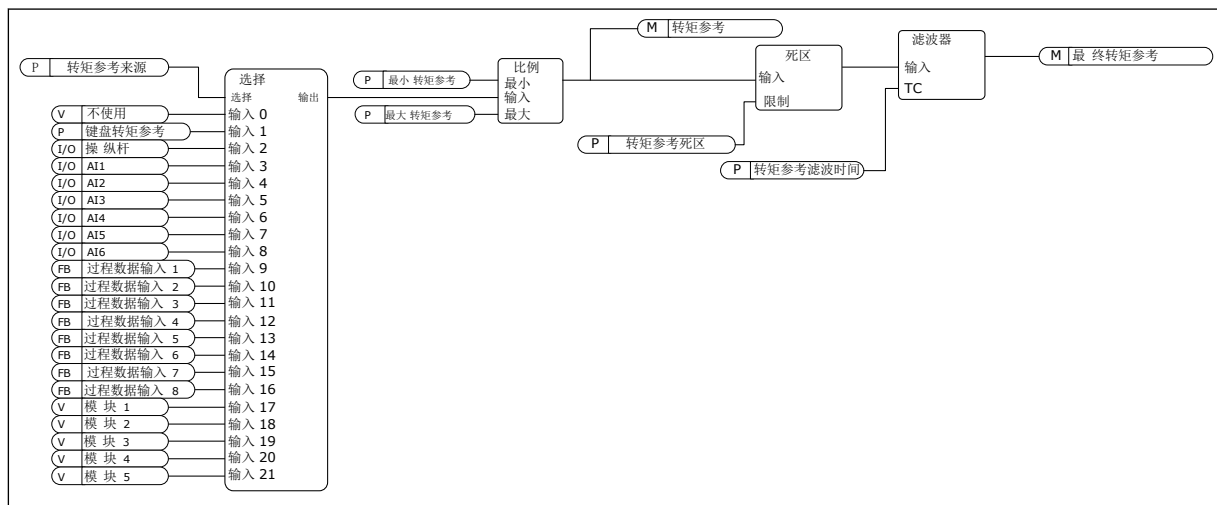 P 转矩参考来源
选择
选择 输出
V 不使用 输入 0
P 键盘转矩参考 输入 1
I/O 操 纵杆 输入 2
I/O AI1 输入 3
I/O AI2 输入 4
I/O AI3 输入 5
I/O AI4 输入 6
I/O AI5 输入 7
I/O AI6 输入 8
FB 过程数据输入 1 输入 9
FB 过程数据输入 2 输入 10
FB 过程数据输入 3 输入 11
FB 过程数据输入 4 输入 12
FB 过程数据输入 5 输入 13
FB 过程数据输入 6 输入 14
FB 过程数据输入 7 输入 15
FB 过程数据输入 8 输入 16
V 模 块 1 输入 17
V 模 块 2 输入 18
V 模 块 3 输入 19
V 模 块 4 输入 20
V 模 块 5 输入 21
P 最小 转矩参考
P 最大 转矩参考
比例
最小
输入
最大
M 转矩参考
P 转矩参考死区
死区
输入
限制
P 转矩参考滤波时间
滤波器
输入
TC
M 最 终转矩参考